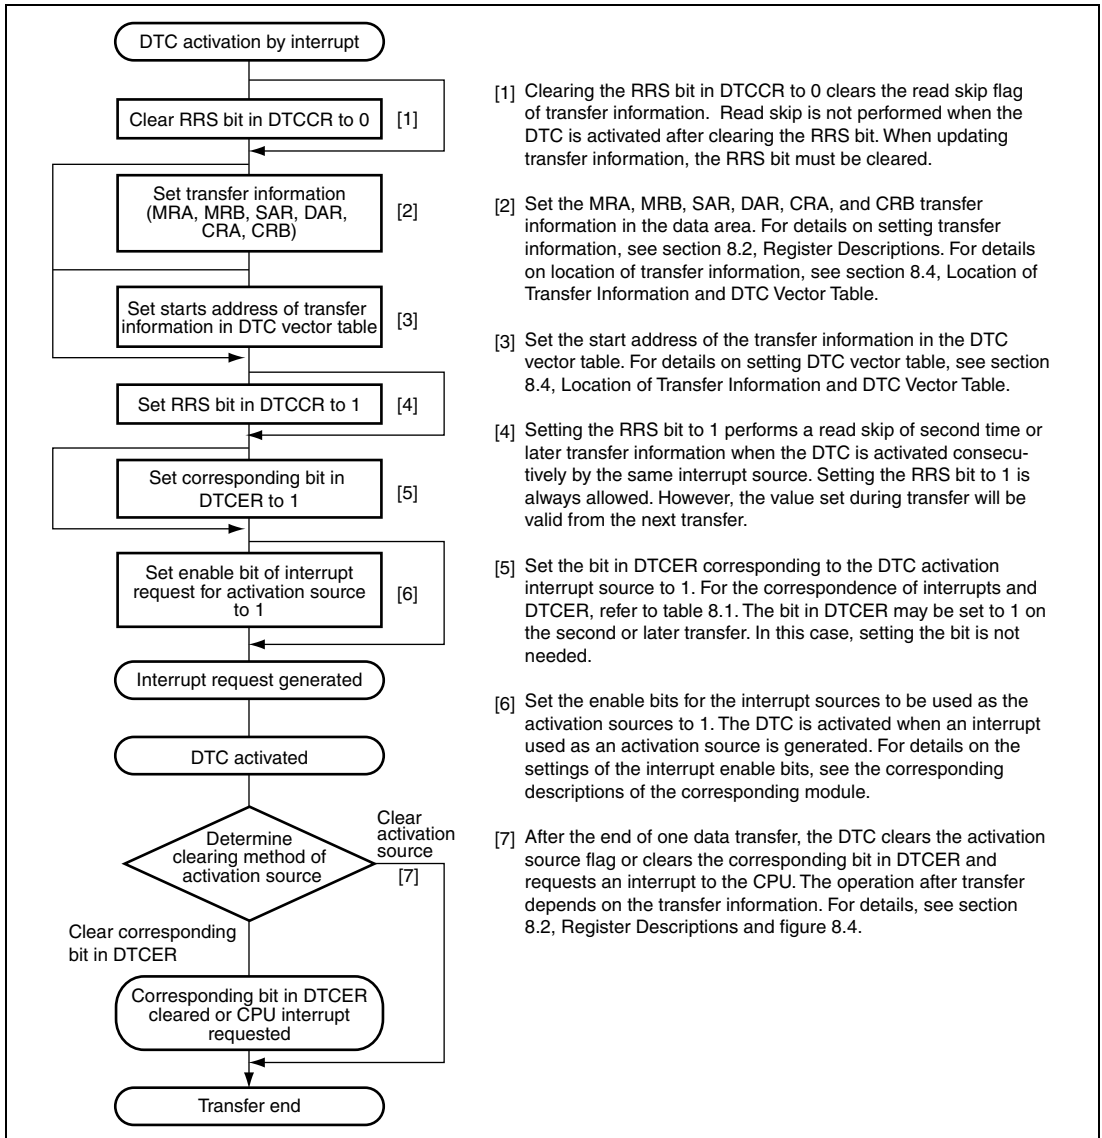 DTC activation by interrupt
Clear RRS bit in DTCCR to 0
[1]
Set transfer information
(MRA, MRB, SAR, DAR,
CRA, CRB)
[2]
Set starts address of transfer
information in DTC vector table
[3]
Set RRS bit in DTCCR to 1
[4]
Set corresponding bit in
DTCER to 1
[5]
Set enable bit of interrupt
request for activation source
to 1
[6]
Interrupt request generated
DTC activated
Determine
clearing method of
activation source
Clear
activation
source
[7]
Clear corresponding
bit in DTCER
Corresponding bit in DTCER
cleared or CPU interrupt
requested
Transfer end
[1] Clearing the RRS bit in DTCCR to 0 clears the read skip flag
of transfer information. Read skip is not performed when the
DTC is activated after clearing the RRS bit. When updating
transfer information, the RRS bit must be cleared.
[2] Set the MRA, MRB, SAR, DAR, CRA, and CRB transfer
information in the data area. For details on setting transfer
information, see section 8.2, Register Descriptions. For details
on location of transfer information, see section 8.4, Location of
Transfer Information and DTC Vector Table.
[3] Set the start address of the transfer information in the DTC
vector table. For details on setting DTC vector table, see section
8.4, Location of Transfer Information and DTC Vector Table.
[4] Setting the RRS bit to 1 performs a read skip of second time or
later transfer information when the DTC is activated consecu-
tively by the same interrupt source. Setting the RRS bit to 1 is
always allowed. However, the value set during transfer will be
valid from the next transfer.
[5] Set the bit in DTCER corresponding to the DTC activation
interrupt source to 1. For the correspondence of interrupts and
DTCER, refer to table 8.1. The bit in DTCER may be set to 1 on
the second or later transfer. In this case, setting the bit is not
needed.
[6] Set the enable bits for the interrupt sources to be used as the
activation sources to 1. The DTC is activated when an interrupt
used as an activation source is generated. For details on the
settings of the interrupt enable bits, see the corresponding
descriptions of the corresponding module.
[7] After the end of one data transfer, the DTC clears the activation
source flag or clears the corresponding bit in DTCER and
requests an interrupt to the CPU. The operation after transfer
depends on the transfer information. For details, see section
8.2, Register Descriptions and figure 8.4.